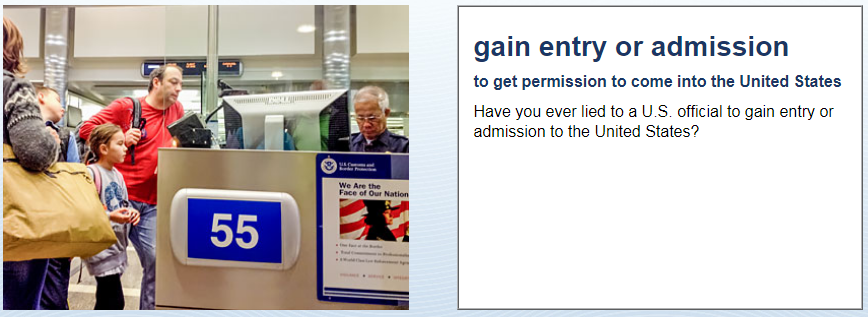 55
U.S. Customs and
Border Protection
We Are the
Face of Our Nation
gain entry or admission
to get permission to come into the United States
Have you ever lied to a U.S. official to gain entry or
admission to the United States?